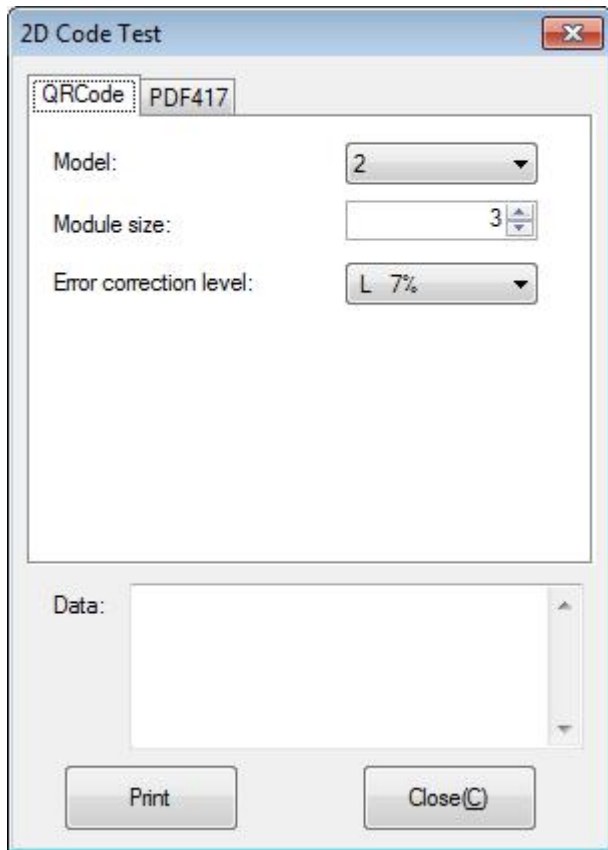 2D Code Test
QRCode PDF417
Model: 2
Module size: 3
Error correction level: L 7%
Data:
Print Close(C)